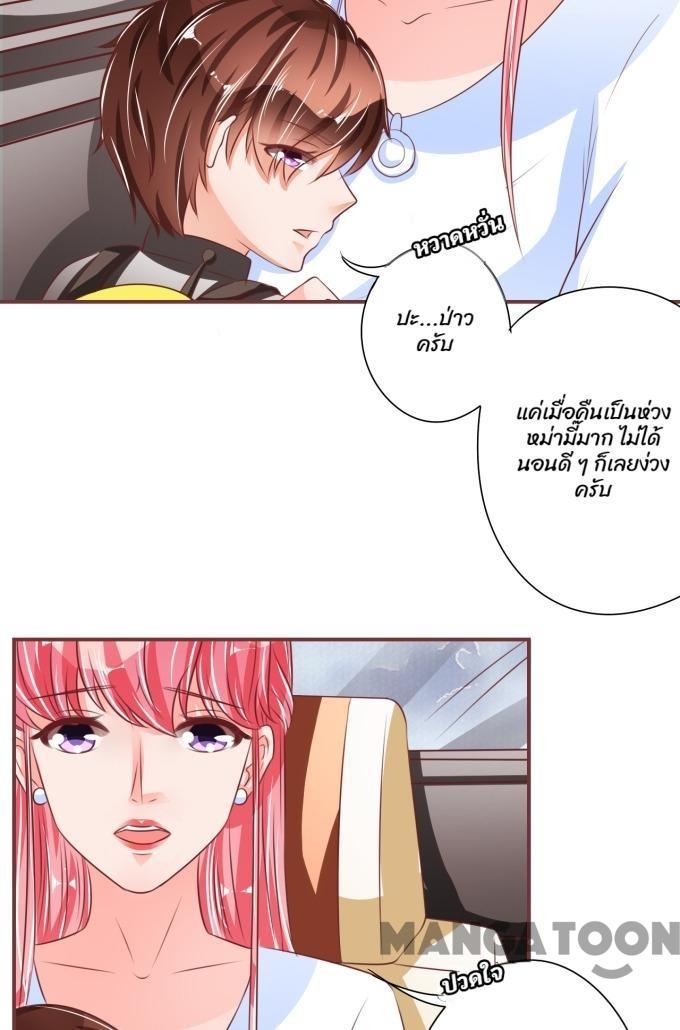 หวาดหวั่น
ปะ...ป่าว
ครับ
แค่เมื่อคืนเป็นห่วง
หม่ามี๊มาก ไม่ได้
นอนดี ๆ ก็เลยง่วง
ครับ
MANGATOON
ปวดใจ